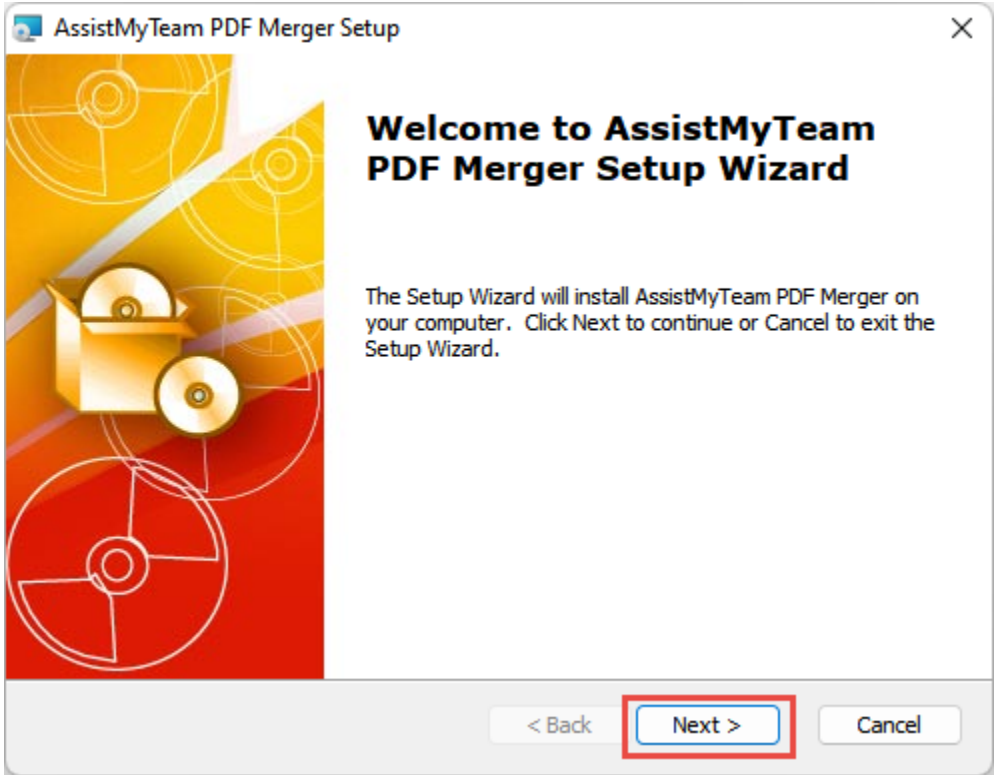 AssistMyTeam PDF Merger Setup
Welcome to AssistMyTeam
PDF Merger Setup Wizard
The Setup Wizard will install AssistMyTeam PDF Merger on
your computer.  Click Next to continue or Cancel to exit the
Setup Wizard.
< Back
Next >
Cancel